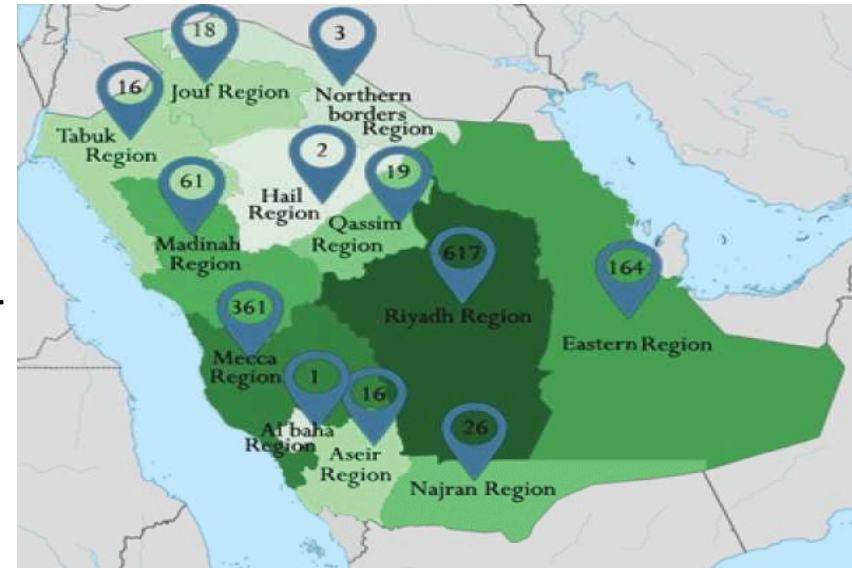 18
3
Jouf Region
16
Northern
borders
Region
Tabuk
Region
2
61
19
Hail
Region
Qassim
Region
Madinah
Region
617
164
361
Riyadh Region
Eastern Region
Mecca
Region
1
16
Al baha
Region
26
Aseir
Region
Najran Region